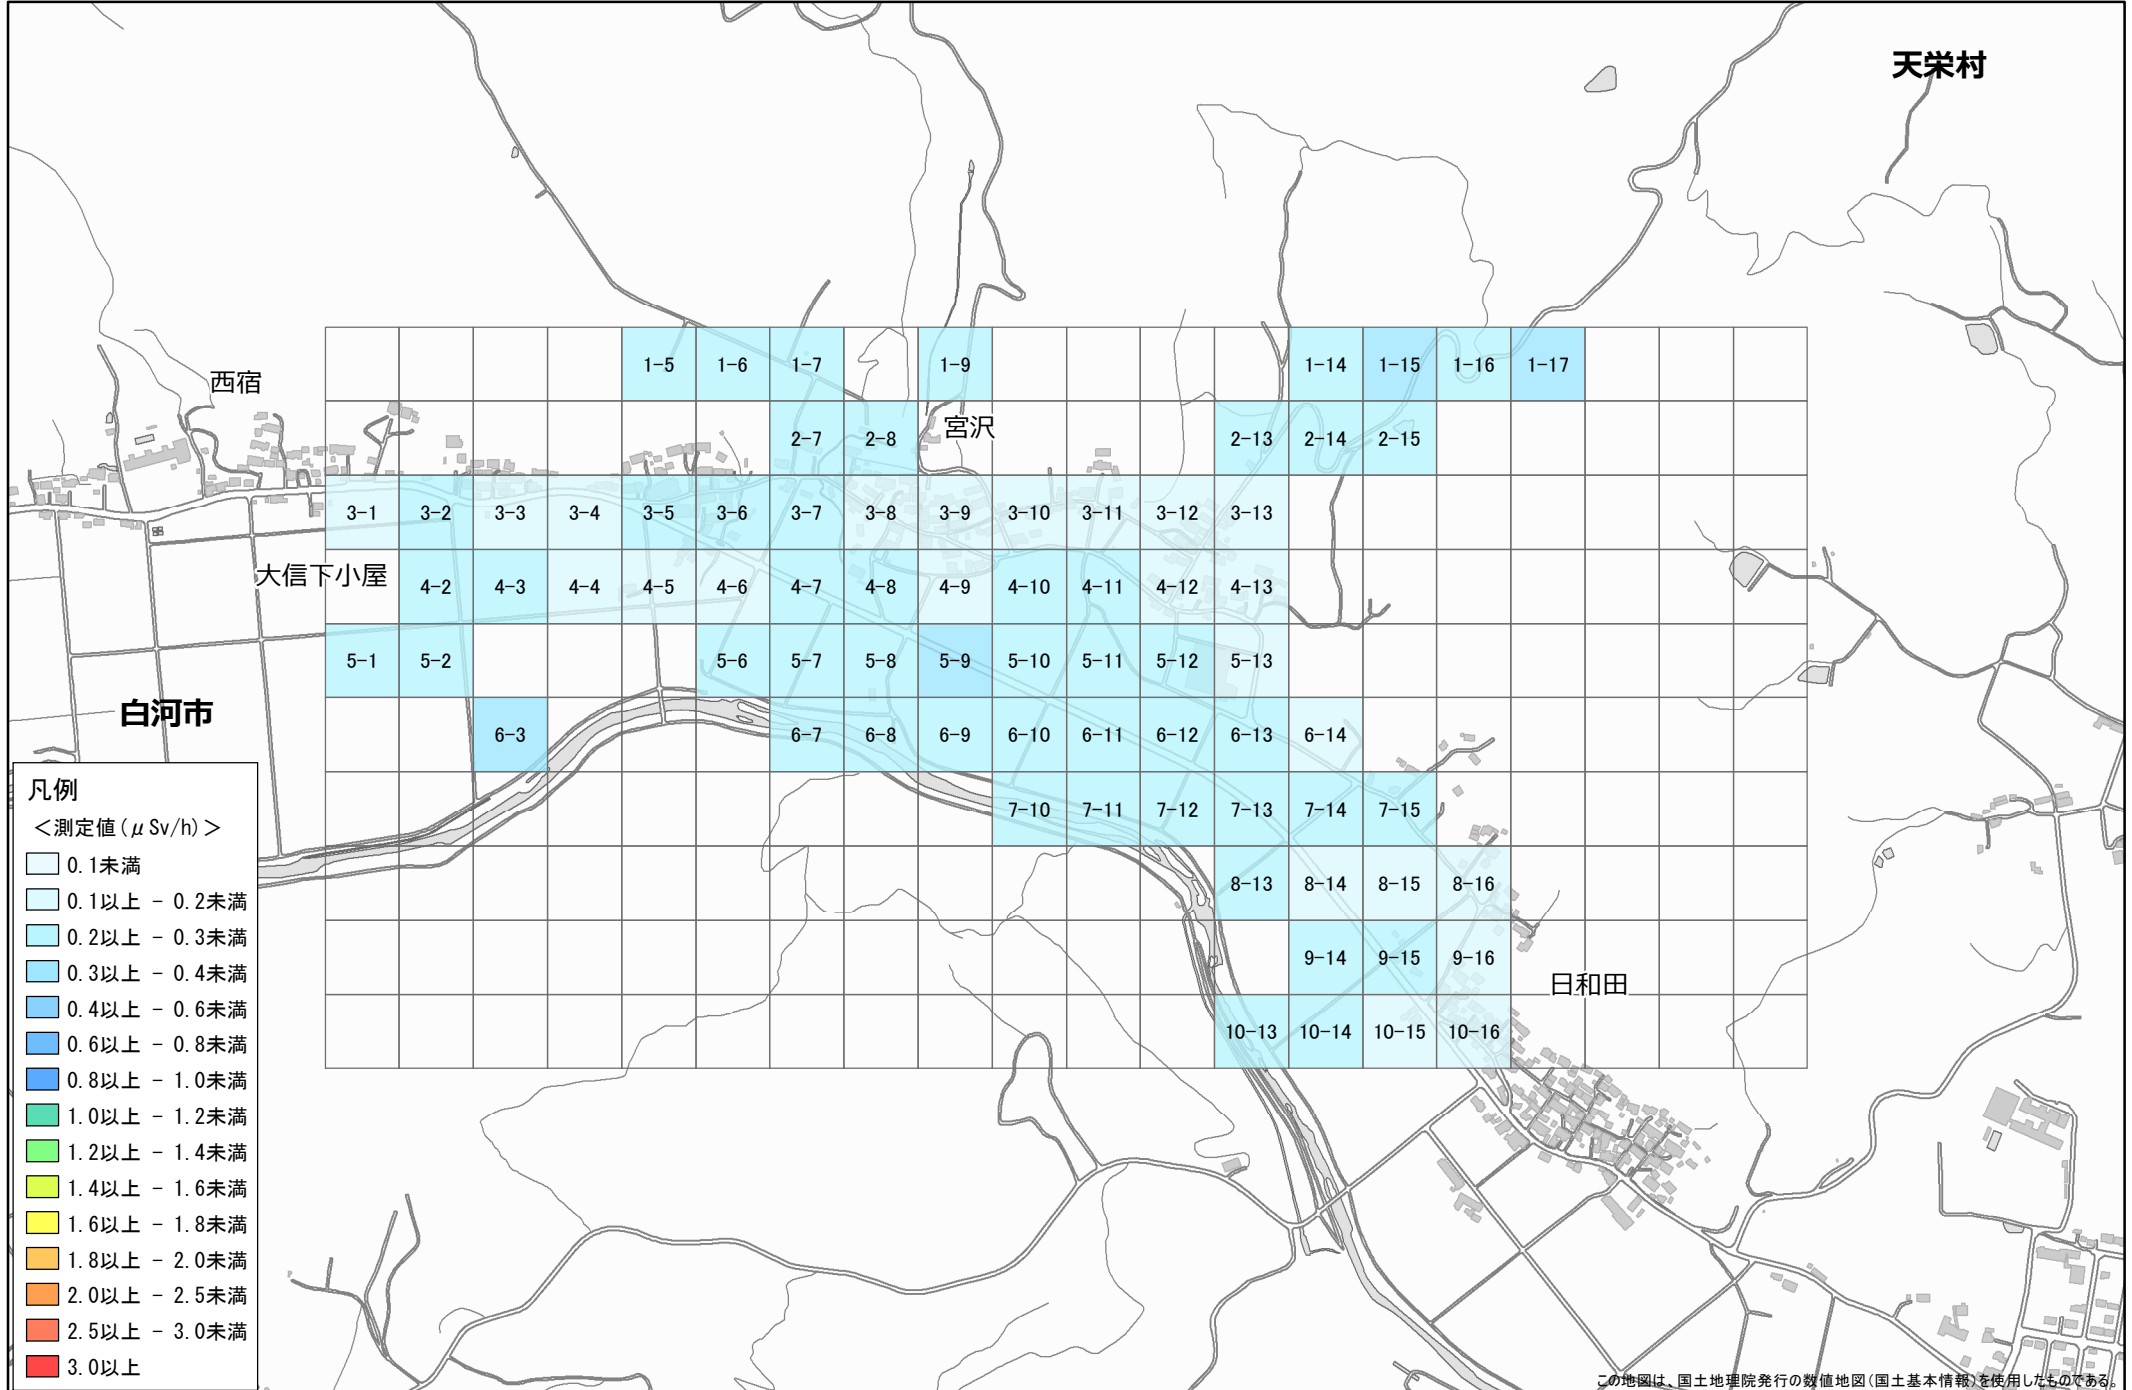 天栄村
1-5 1-6 1-7 1-9 1-14 1-15 1-16 1-17
西宿
宮沢
2-7 2-8 2-13 2-14 2-15
3-1 3-2 3-3 3-4 3-5 3-6 3-7 3-8 3-9 3-10 3-11 3-12 3-13
大信下小屋
4-2 4-3 4-4 4-5 4-6 4-7 4-8 4-9 4-10 4-11 4-12 4-13
5-1 5-2 5-6 5-7 5-8 5-9 5-10 5-11 5-12 5-13
白河市
6-3 6-7 6-8 6-9 6-10 6-11 6-12 6-13 6-14
7-10 7-11 7-12 7-13 7-14 7-15
8-13 8-14 8-15 8-16
9-14 9-15 9-16
日和田
10-13 10-14 10-15 10-16
凡例
＜測定値(μSv/h)＞
0.1未満
0.1以上 - 0.2未満
0.2以上 - 0.3未満
0.3以上 - 0.4未満
0.4以上 - 0.6未満
0.6以上 - 0.8未満
0.8以上 - 1.0未満
1.0以上 - 1.2未満
1.2以上 - 1.4未満
1.4以上 - 1.6未満
1.6以上 - 1.8未満
1.8以上 - 2.0未満
2.0以上 - 2.5未満
2.5以上 - 3.0未満
3.0以上
この地図は、国土地理院発行の数値地図(国土基本情報)を使用したものである。